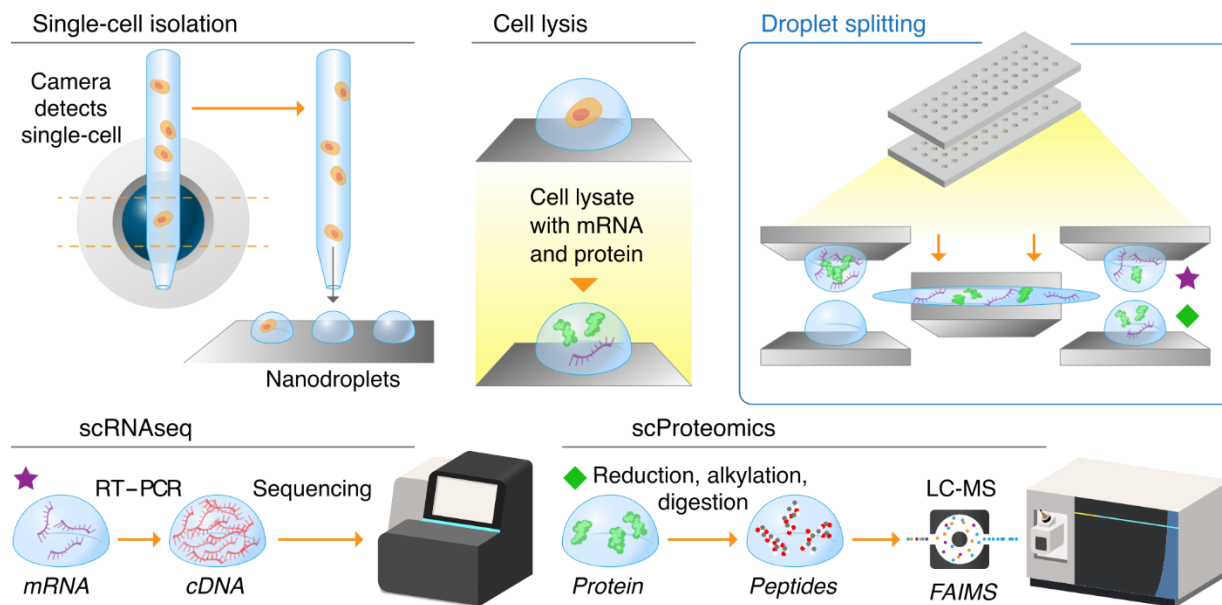 Single-cell isolation
Camera
detects
single-cell
Nanodroplets
Cell lysis
Cell lysate
with mRNA
and protein
Droplet splitting
scRNAseq
RT-PCR
Sequencing
mRNA
cDNA
scProteomics
Reduction, alkylation,
digestion
LC-MS
Protein
Peptides
FAIMS